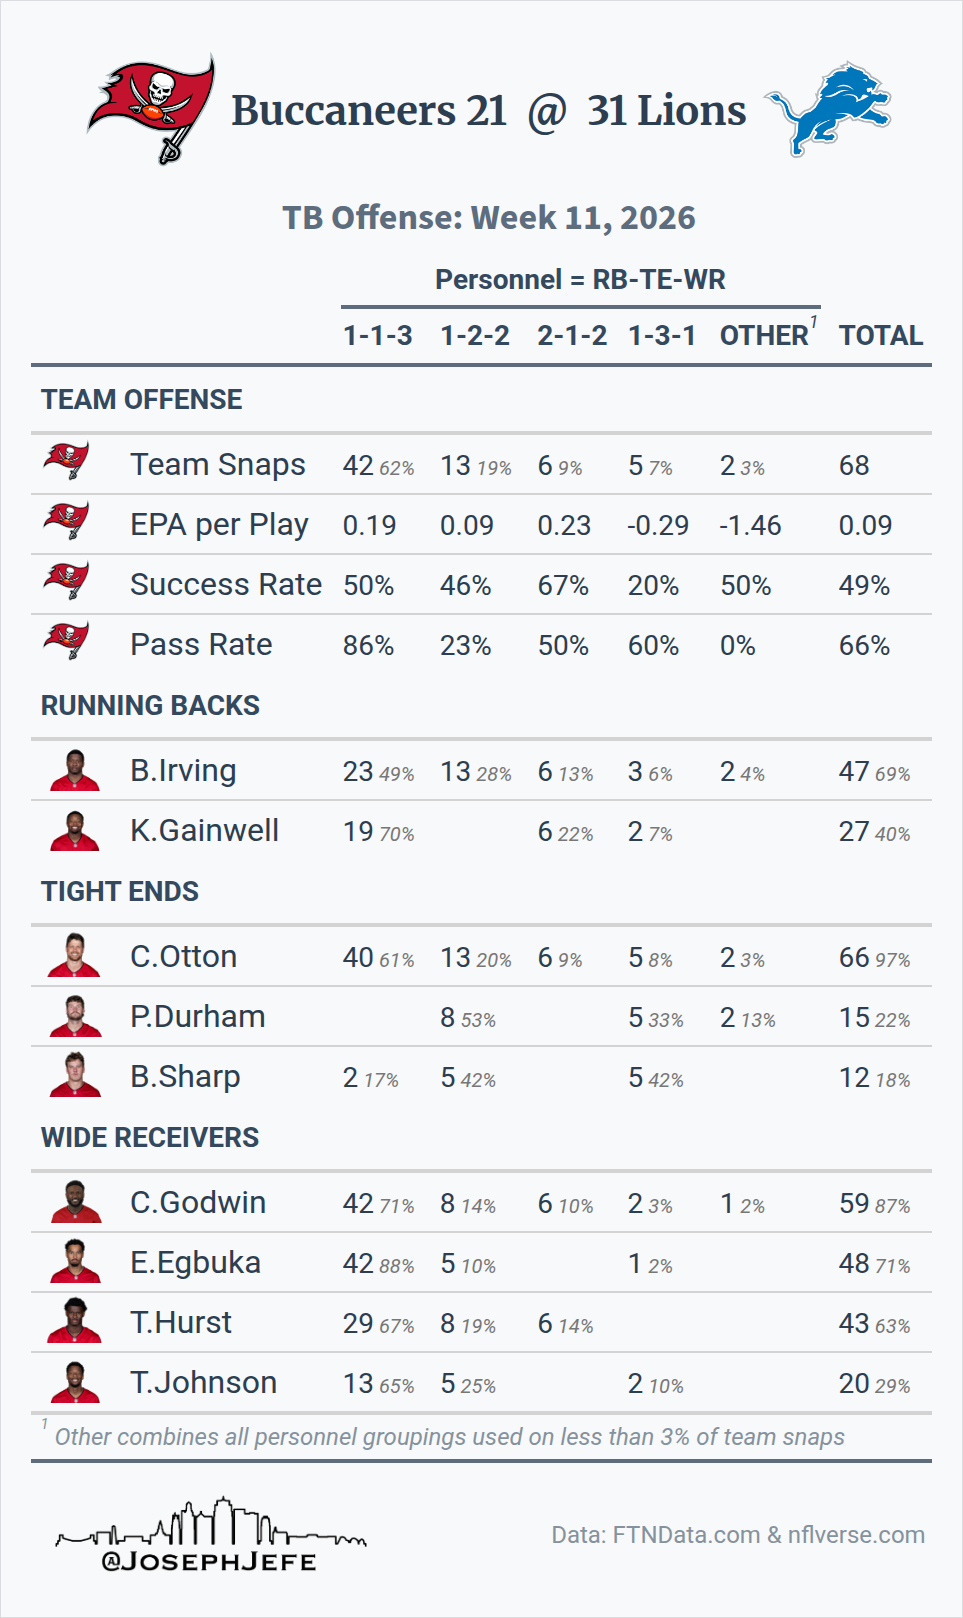 Buccaneers 21 @ 31 Lions
TB Offense: Week 11, 2026
Personnel = RB-TE-WR
1-1-3 1-2-2 2-1-2 1-3-1 OTHER¹ TOTAL
TEAM OFFENSE
Team Snaps 42 62% 13 19% 6 9% 5 7% 2 3% 68
EPA per Play 0.19 0.09 0.23 -0.29 -1.46 0.09
Success Rate 50% 46% 67% 20% 50% 49%
Pass Rate 86% 23% 50% 60% 0% 66%
RUNNING BACKS
B.Irving 23 49% 13 28% 6 13% 3 6% 2 4% 47 69%
K.Gainwell 19 70% 6 22% 2 7% 27 40%
TIGHT ENDS
C.Otton 40 61% 13 20% 6 9% 5 8% 2 3% 66 97%
P.Durham 8 53% 5 33% 2 13% 15 22%
B.Sharp 2 17% 5 42% 5 42% 12 18%
WIDE RECEIVERS
C.Godwin 42 71% 8 14% 6 10% 2 3% 1 2% 59 87%
E.Egbuka 42 88% 5 10% 1 2% 48 71%
T.Hurst 29 67% 8 19% 6 14% 43 63%
T.Johnson 13 65% 5 25% 2 10% 20 29%
¹ Other combines all personnel groupings used on less than 3% of team snaps
@JOSEPHJEFE
Data: FTNData.com & nflverse.com